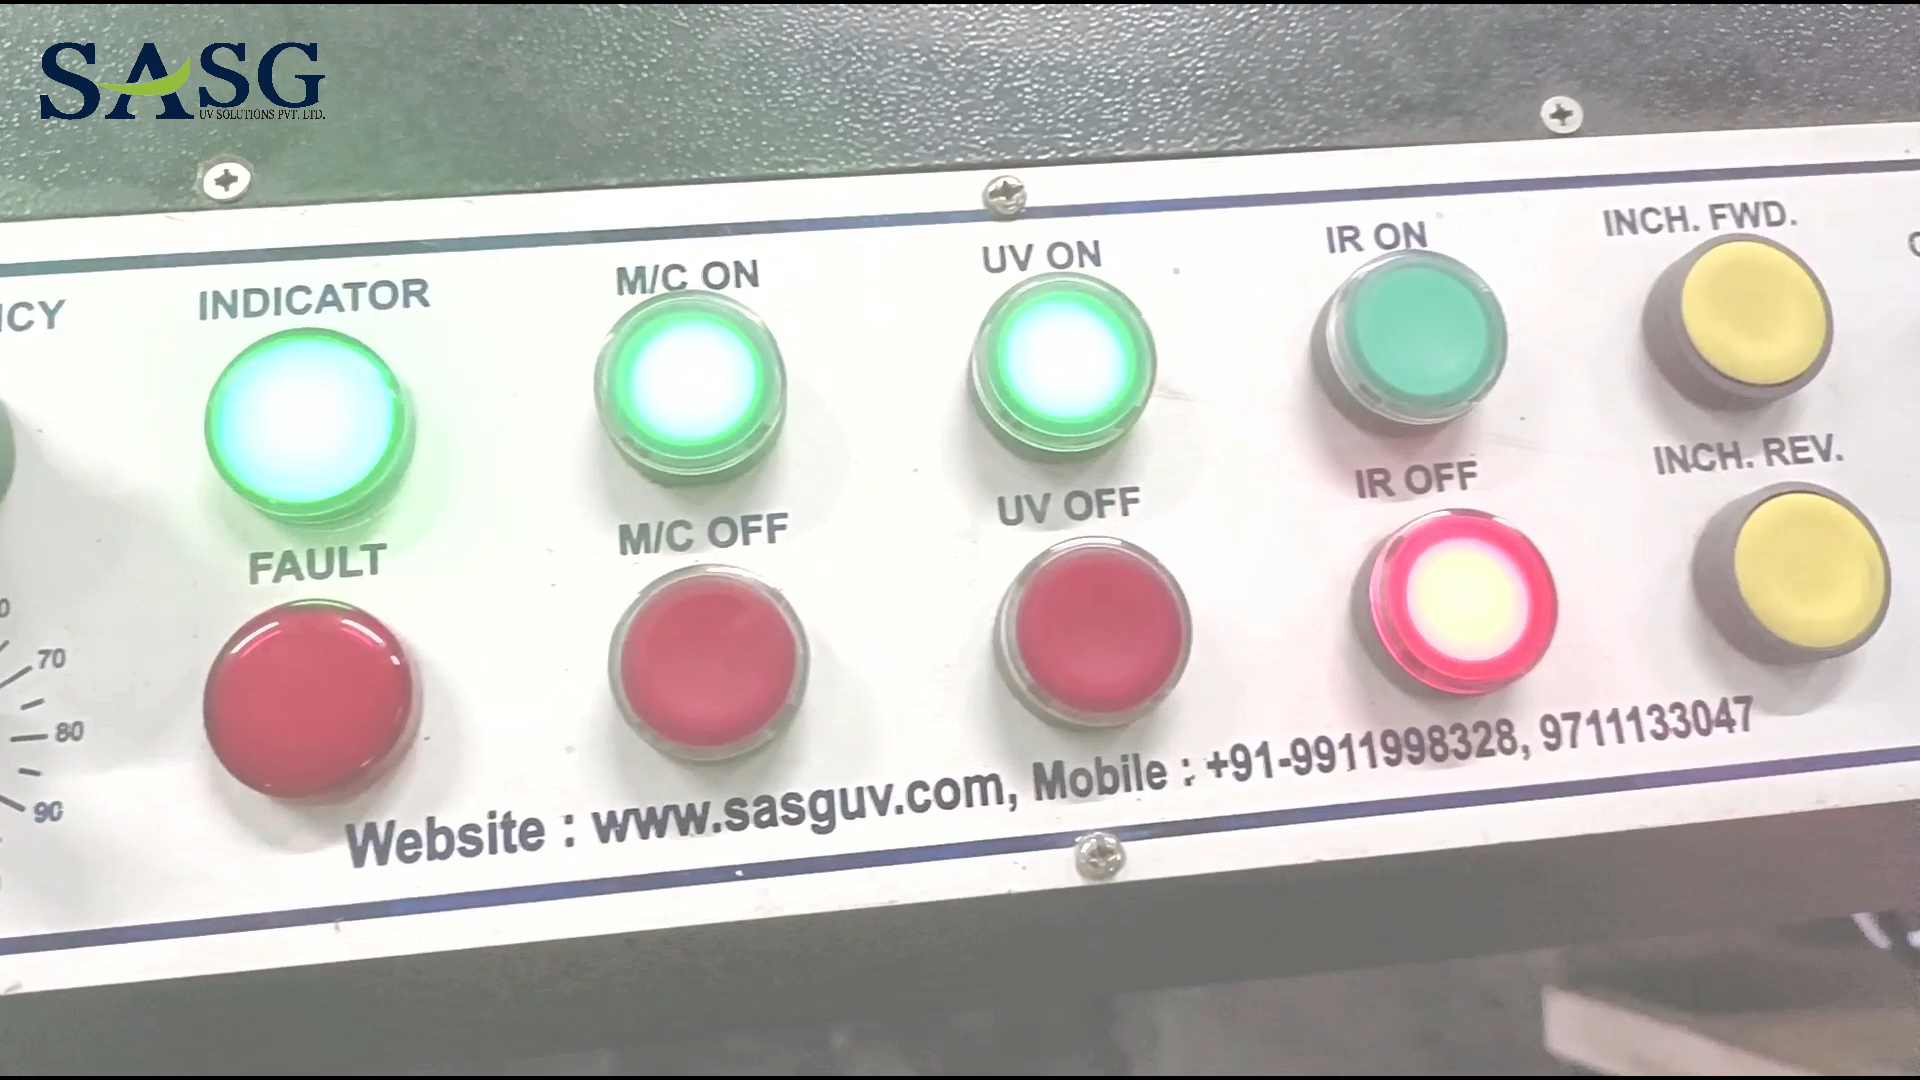 SASG
UV SOLUTIONS PVT. LTD.
INDICATOR
M/C ON
UV ON
IR ON
INCH. FWD.
FAULT
M/C OFF
UV OFF
IR OFF
INCH. REV.
70
80
90
Website : www.sasguv.com, Mobile : +91-9911998328, 9711133047